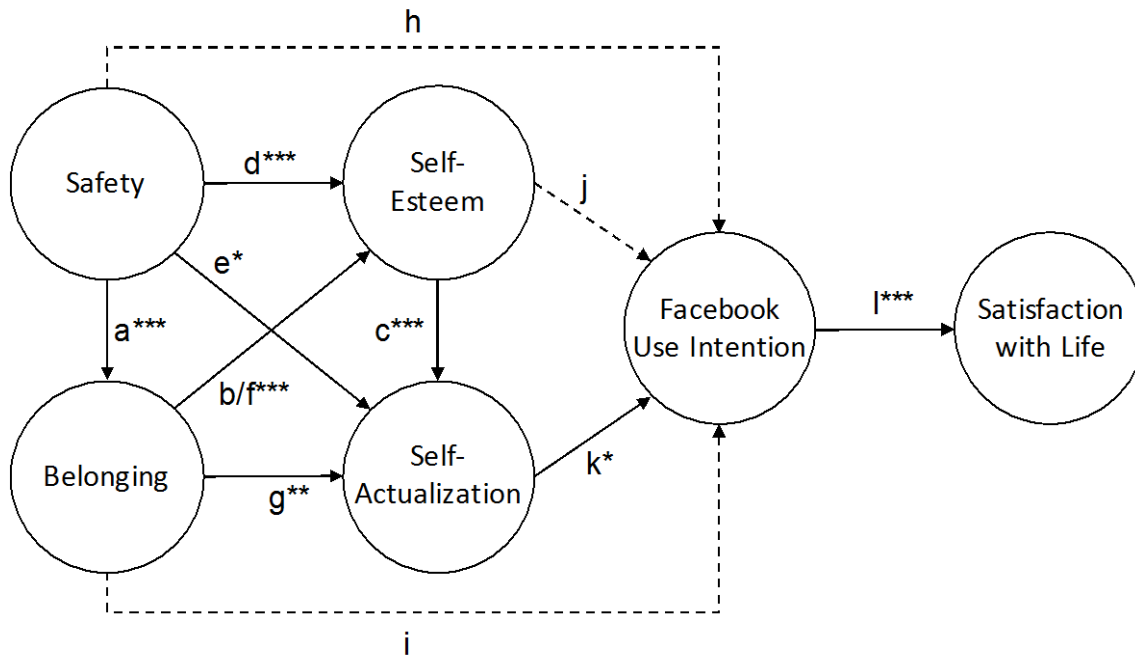 h
Safety
d***
Self-
Esteem
j
e*
a***
c***
b/f***
Facebook
Use Intention
l***
Satisfaction
with Life
Belonging
g**
Self-
Actualization
k*
i